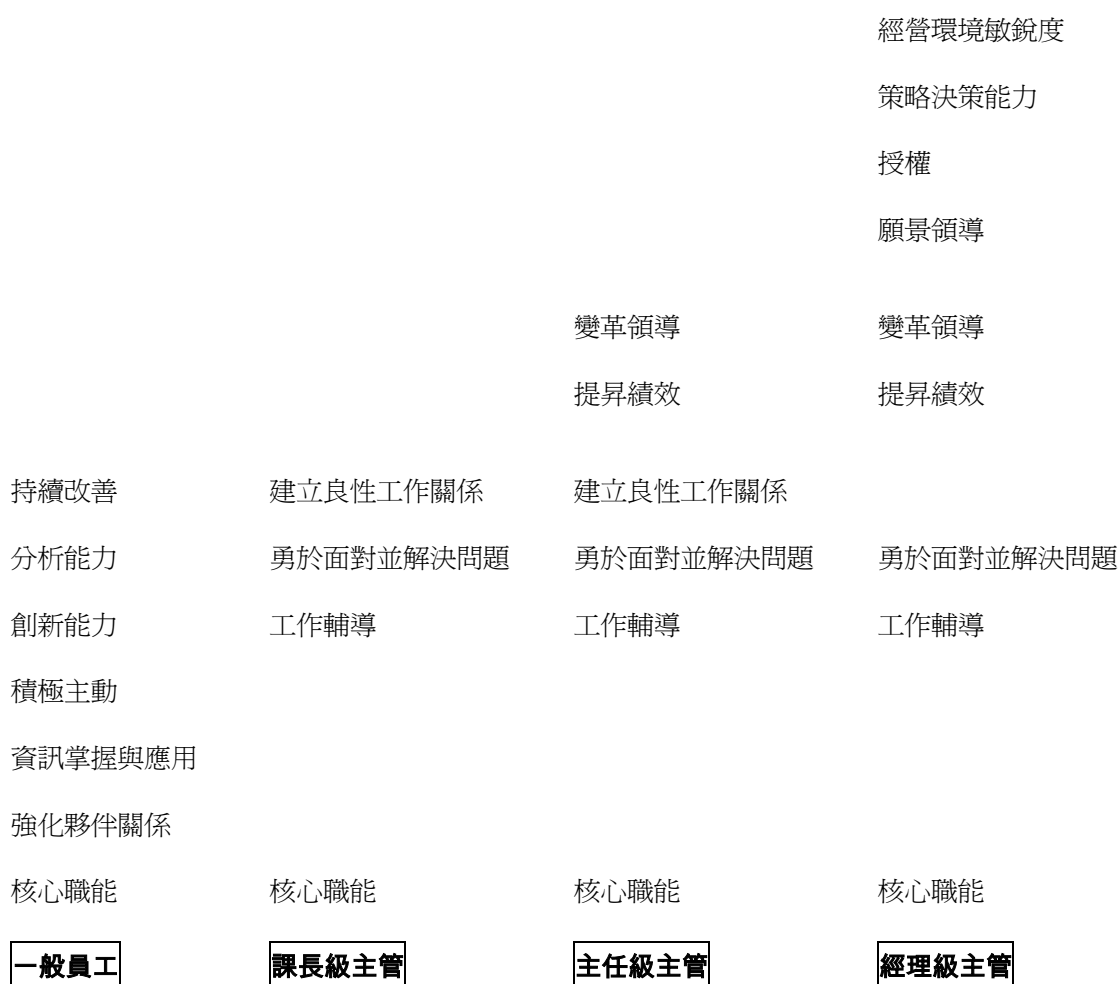 經營環境敏銳度
策略決策能力
授權
願景領導
變革領導 變革領導
提昇績效 提昇績效
持續改善 建立良性工作關係 建立良性工作關係
分析能力 勇於面對並解決問題 勇於面對並解決問題 勇於面對並解決問題
創新能力 工作輔導 工作輔導 工作輔導
積極主動
資訊掌握與應用
強化夥伴關係
核心職能 核心職能 核心職能 核心職能
一般員工 課長級主管 主任級主管 經理級主管